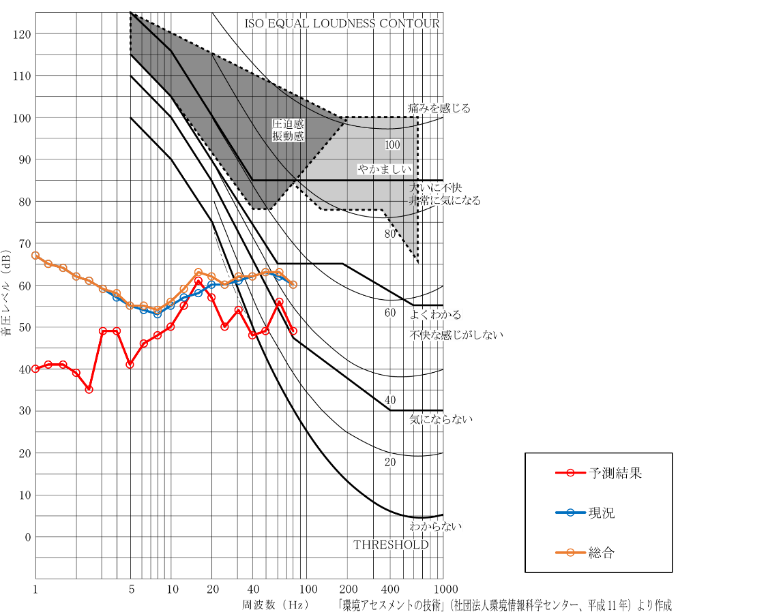 ISO EQUAL LOUDNESS CONTOUR
120
110
100
90
80
70
60
50
40
30
20
10
0
音圧レベル (dB)
痛みを感じる
圧迫感
振動感
100
やかましい
大いに不快
非常に気になる
80
60
よくわかる
不快な感じがしない
40
気にならない
20
わからない
THRESHOLD
1 5 10 20 40 60 100 200 400 600 1000
周波数 (Hz)
「環境アセスメントの技術」(社団法人環境情報科学センター、平成11年) より作成
予測結果
現況
総合